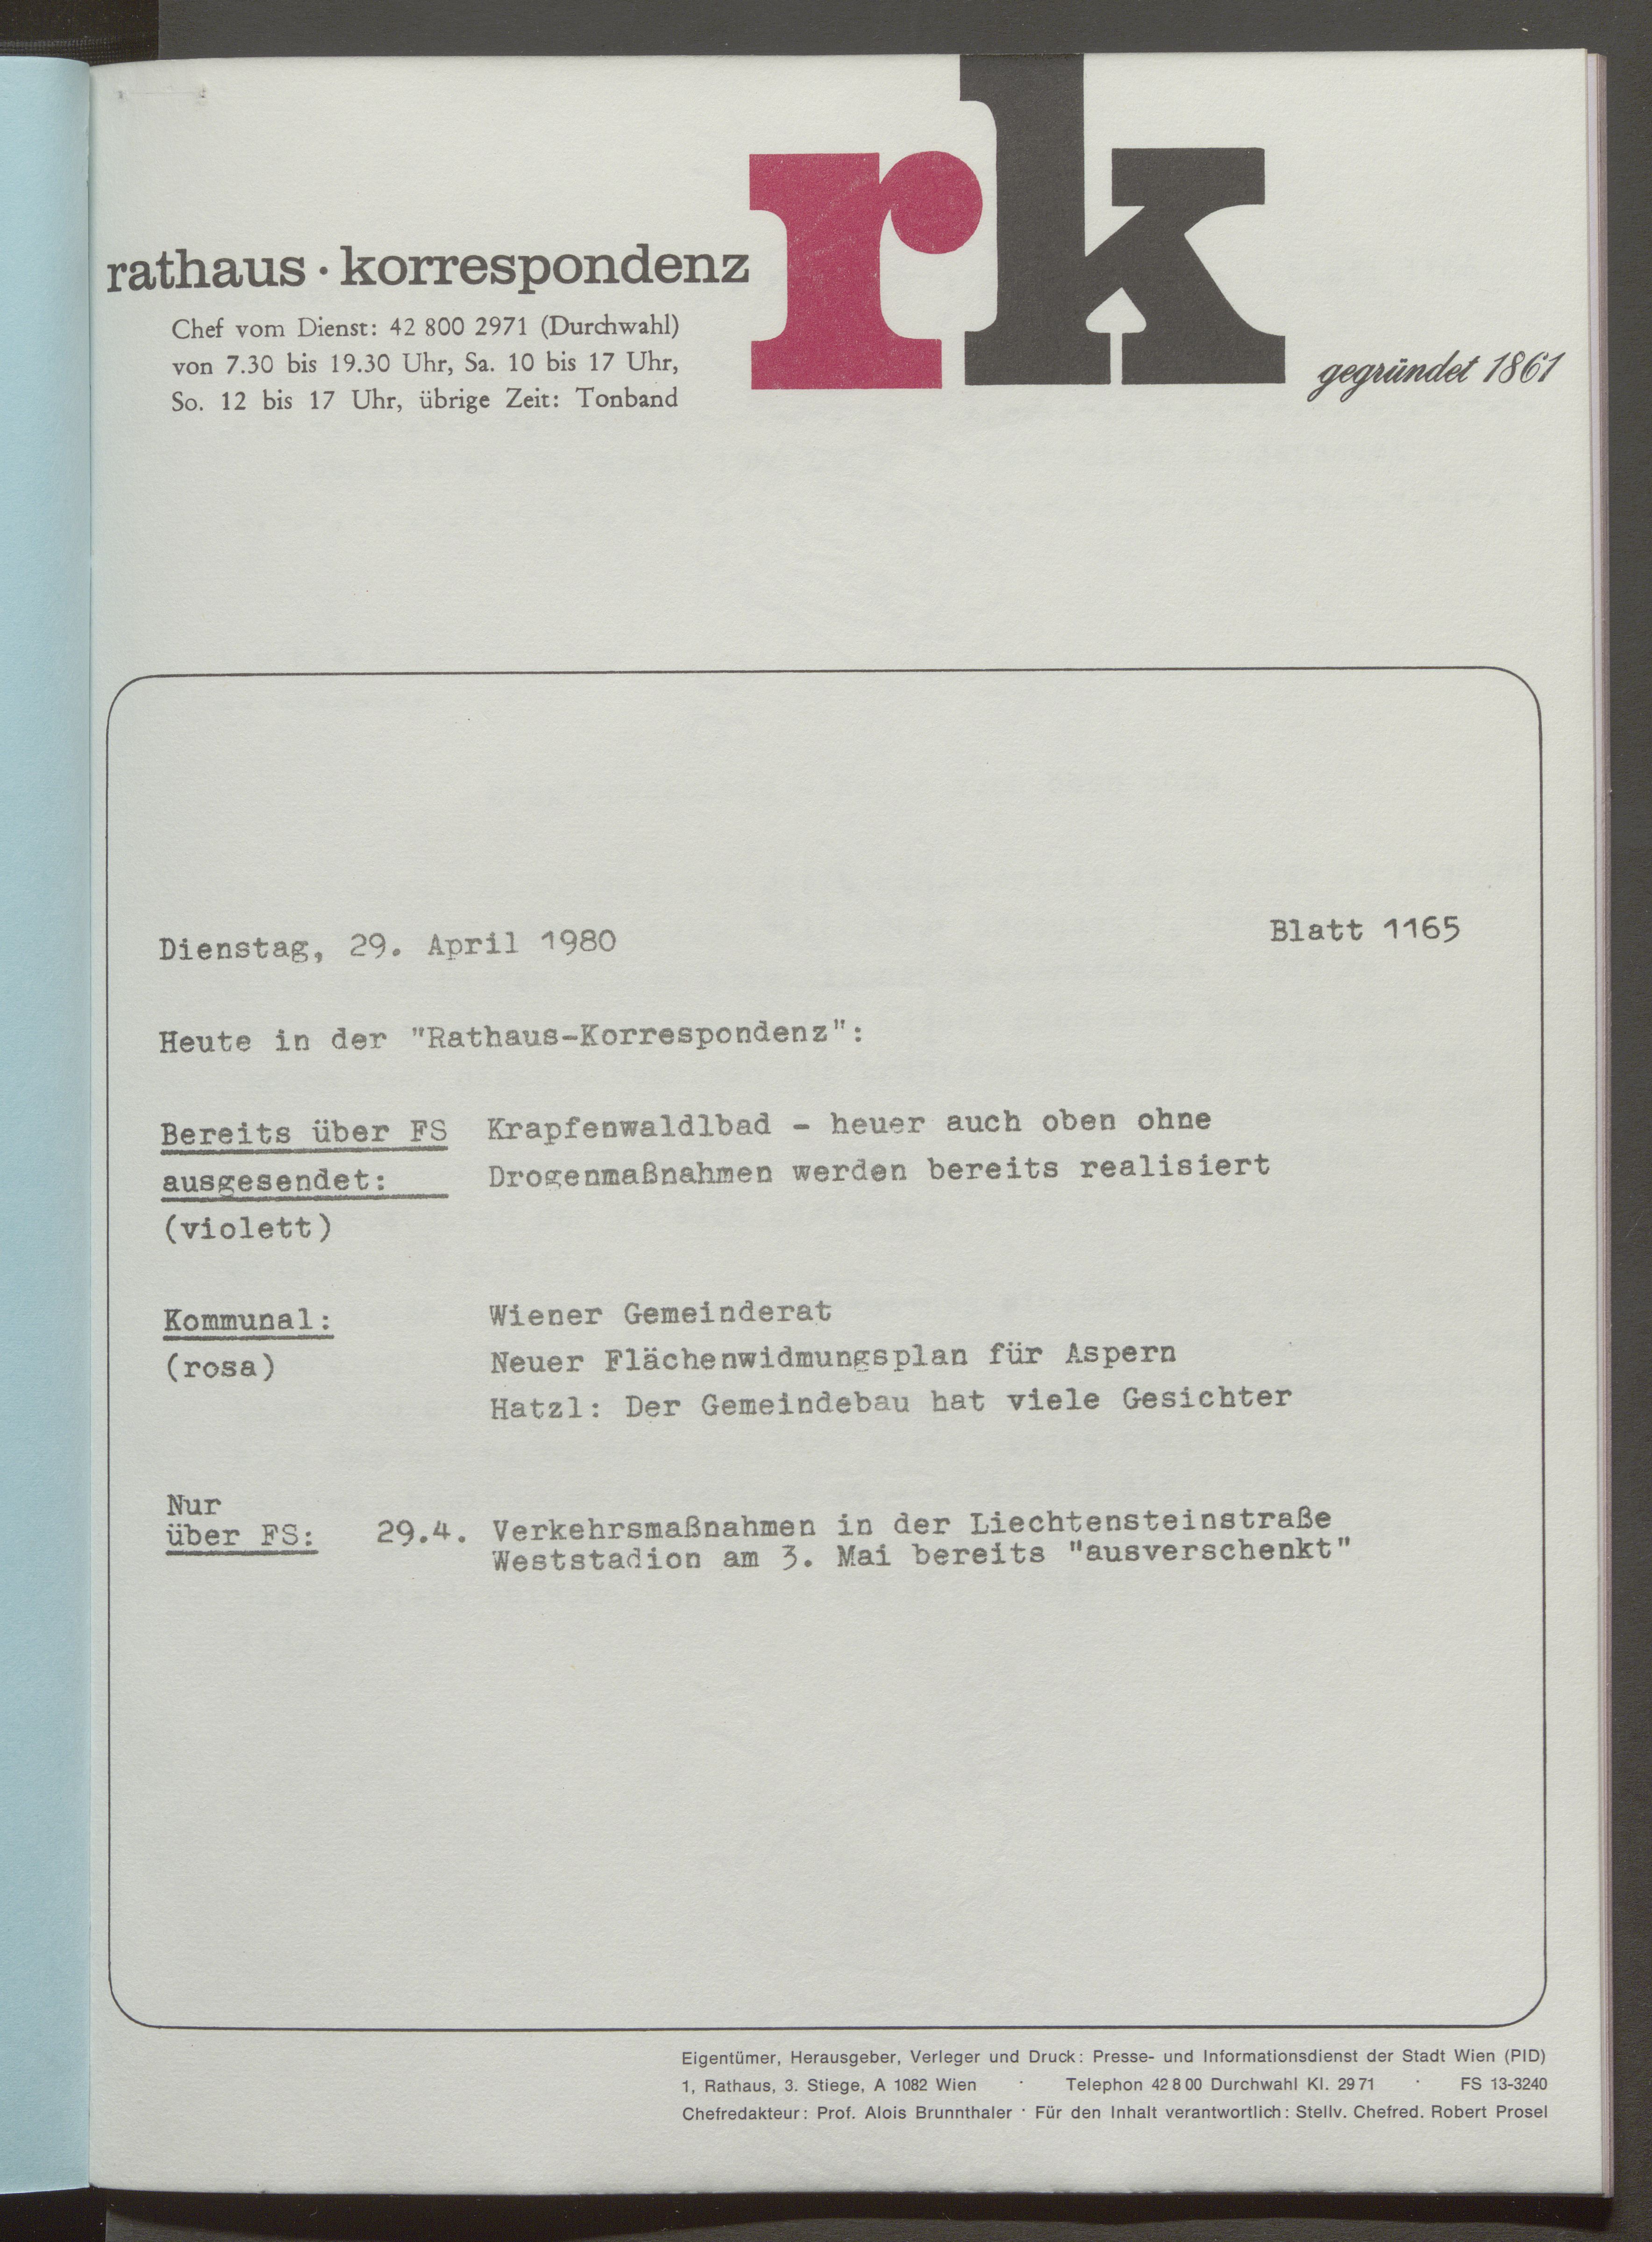 rk
rathaus · korrespondenz
gegründet 1861
Chef vom Dienst: 42 800 2971 (Durchwahl)
von 7.30 bis 19.30 Uhr, Sa. 10 bis 17 Uhr,
So. 12 bis 17 Uhr, übrige Zeit: Tonband
Dienstag, 29. April 1980 Blatt 1165
Heute in der "Rathaus-Korrespondenz":
Bereits über FS Krapfenwaldlbad - heuer auch oben ohne
ausgesendet: Drogenmaßnahmen werden bereits realisiert
(violett)
Kommunal: Wiener Gemeinderat
(rosa) Neuer Flächenwidmungsplan für Aspern
Hatzl: Der Gemeindebau hat viele Gesichter
Nur
über FS: 29.4. Verkehrsmaßnahmen in der Liechtensteinstraße
Weststadion am 3. Mai bereits "ausverschenkt"
Eigentümer, Herausgeber, Verleger und Druck: Presse- und Informationsdienst der Stadt Wien (PID)
1, Rathaus, 3. Stiege, A 1082 Wien · Telephon 42 8 00 Durchwahl Kl. 29 71 · FS 13-3240
Chefredakteur: Prof. Alois Brunnthaler · Für den Inhalt verantwortlich: Stellv. Chefred. Robert Prosel